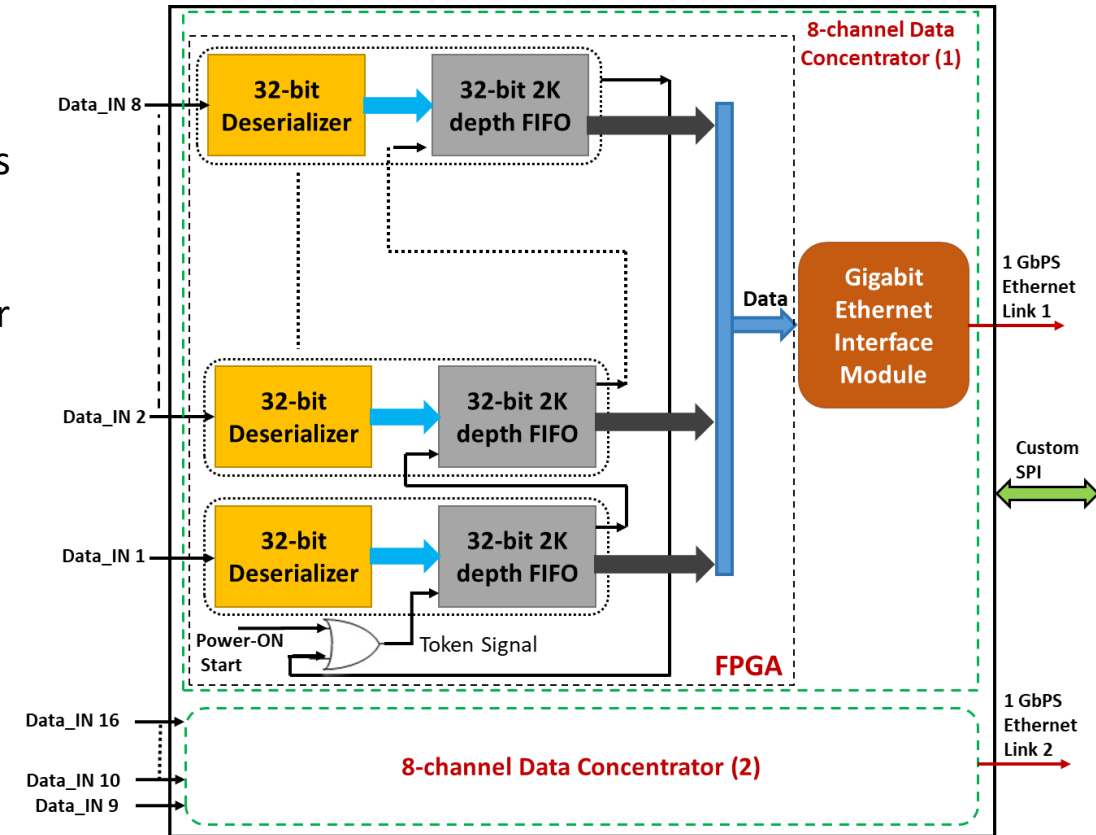 8-channel Data
Concentrator (1)
Data_IN 8
32-bit
Deserializer
32-bit 2K
depth FIFO
s
r
Data
Gigabit
Ethernet
Interface
Module
1 GbPS
Ethernet
Link 1
Data_IN 2
32-bit
Deserializer
32-bit 2K
depth FIFO
Custom
SPI
Data_IN 1
32-bit
Deserializer
32-bit 2K
depth FIFO
Power-ON
Start
Token Signal
FPGA
Data_IN 16
Data_IN 10
Data_IN 9
8-channel Data Concentrator (2)
1 GbPS
Ethernet
Link 2